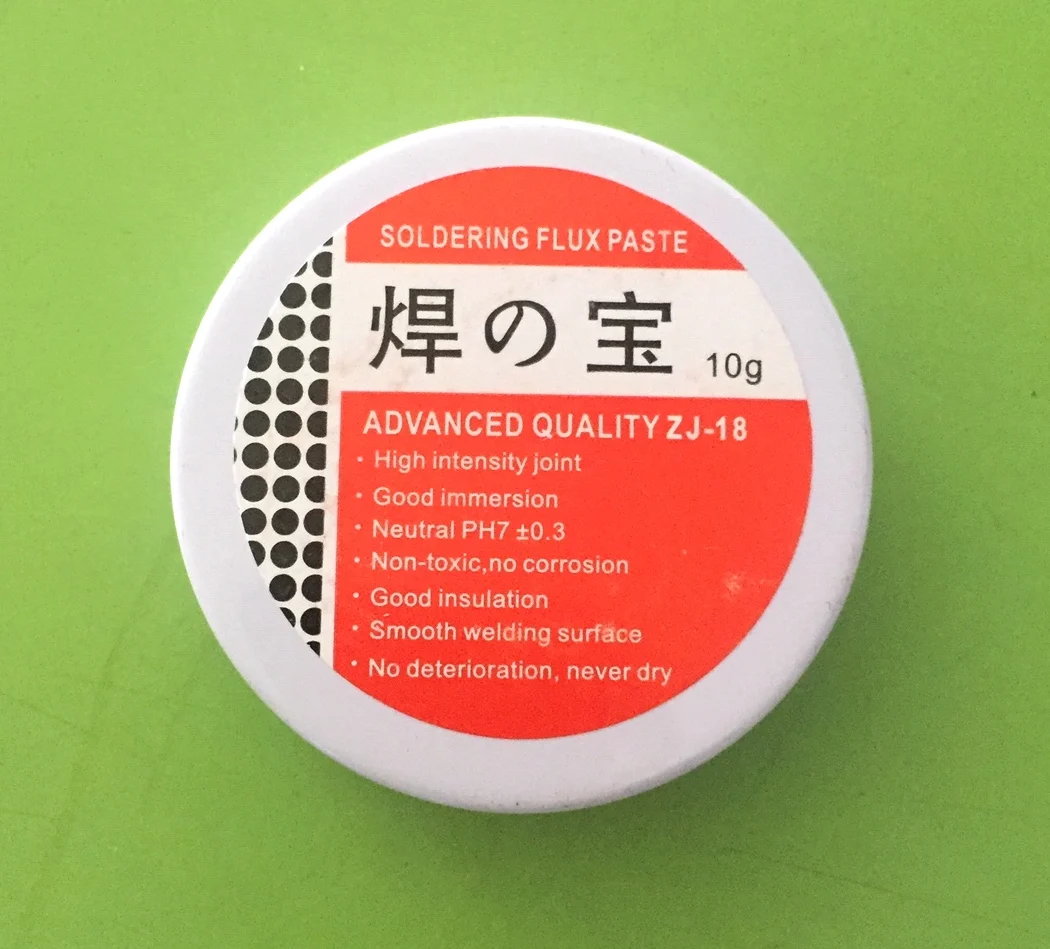 SOLDERING FLUX PASTE
焊の宝 10g
ADVANCED QUALITY ZJ-18
· High intensity joint
· Good immersion
· Neutral PH7 ±0.3
· Non-toxic,no corrosion
· Good insulation
· Smooth welding surface
· No deterioration, never dry